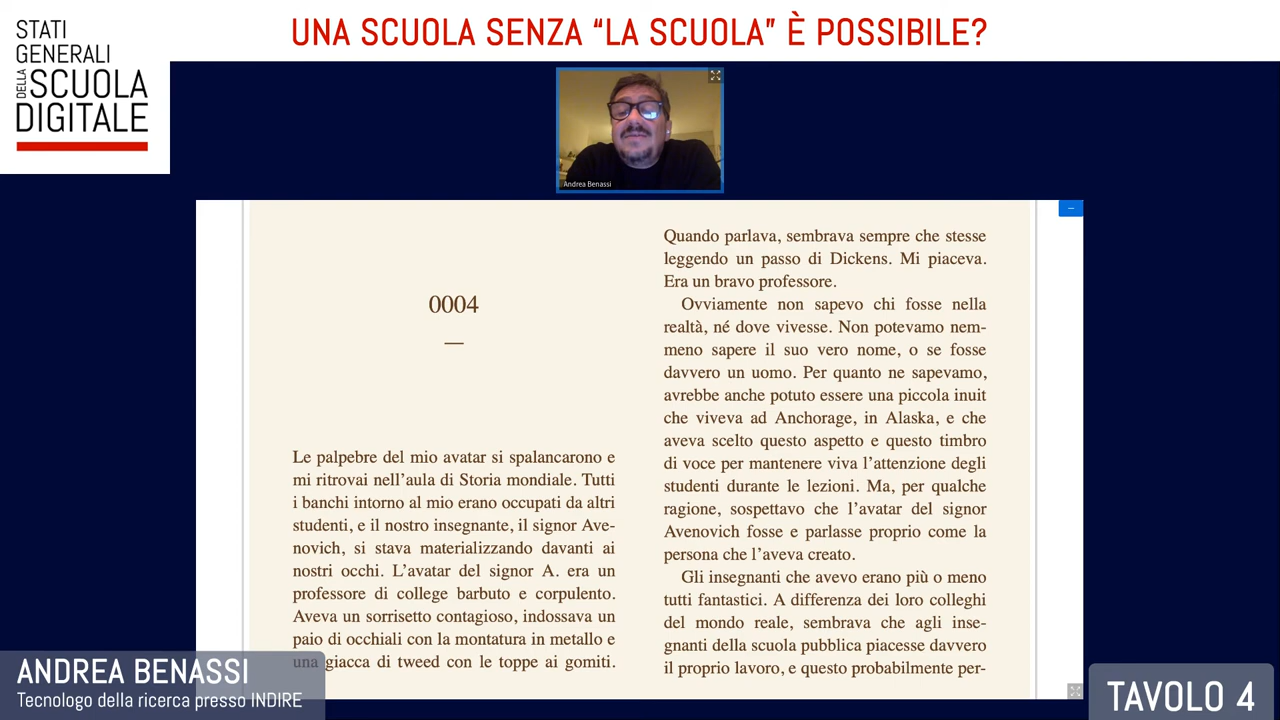 STATI
GENERALI
DELLA SCUOLA
DIGITALE
UNA SCUOLA SENZA “LA SCUOLA” È POSSIBILE?
Andrea Benassi
0004
—
Le palpebre del mio avatar si spalancarono e
mi ritrovai nell’aula di Storia mondiale. Tutti
i banchi intorno al mio erano occupati da altri
studenti, e il nostro insegnante, il signor Ave-
novich, si stava materializzando davanti ai
nostri occhi. L’avatar del signor A. era un
professore di college barbuto e corpulento.
Aveva un sorrisetto contagioso, indossava un
paio di occhiali con la montatura in metallo e
una giacca di tweed con le toppe ai gomiti.
Quando parlava, sembrava sempre che stesse
leggendo un passo di Dickens. Mi piaceva.
Era un bravo professore.
Ovviamente non sapevo chi fosse nella
realtà, né dove vivesse. Non potevamo nem-
meno sapere il suo vero nome, o se fosse
davvero un uomo. Per quanto ne sapevamo,
avrebbe anche potuto essere una piccola inuit
che viveva ad Anchorage, in Alaska, e che
aveva scelto questo aspetto e questo timbro
di voce per mantenere viva l’attenzione degli
studenti durante le lezioni. Ma, per qualche
ragione, sospettavo che l’avatar del signor
Avenovich fosse e parlasse proprio come la
persona che l’aveva creato.
Gli insegnanti che avevo erano più o meno
tutti fantastici. A differenza dei loro colleghi
del mondo reale, sembrava che agli inse-
gnanti della scuola pubblica piacesse davvero
il proprio lavoro, e questo probabilmente per-
ANDREA BENASSI
Tecnologo della ricerca presso INDIRE
TAVOLO 4